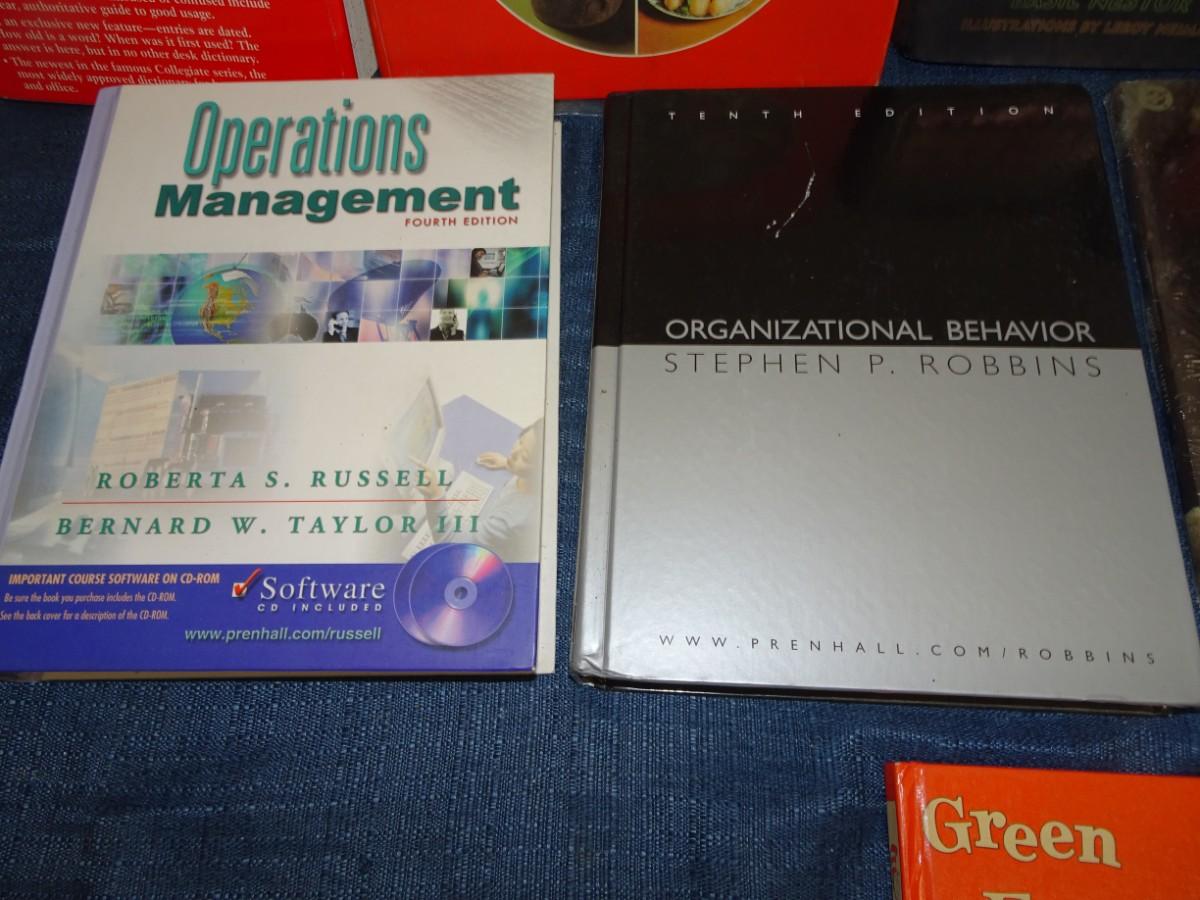 eat, authoritative guide to good usage.
an exclusive new feature—entries are dated.
How old is a word? When was it first used? The
answer is here, but in no other desk dictionary.
• The newest in the famous Collegiate series, the
most widely approved
and office.
BASIL NESTOR
ILLUSTRATIONS BY LEROY
Operations
Management
FOURTH EDITION
ROBERTA S. RUSSELL
BERNARD W. TAYLOR III
IMPORTANT COURSE SOFTWARE ON CD-ROM
Be sure the book you purchase includes the CD-ROM.
See the back cover for a description of the CD-ROM.
Software
CD INCLUDED
www.prenhall.com/russell
TENTH EDITION
ORGANIZATIONAL BEHAVIOR
STEPHEN P. ROBBINS
WWW.PRENHALL.COM/ROBBINS
Green